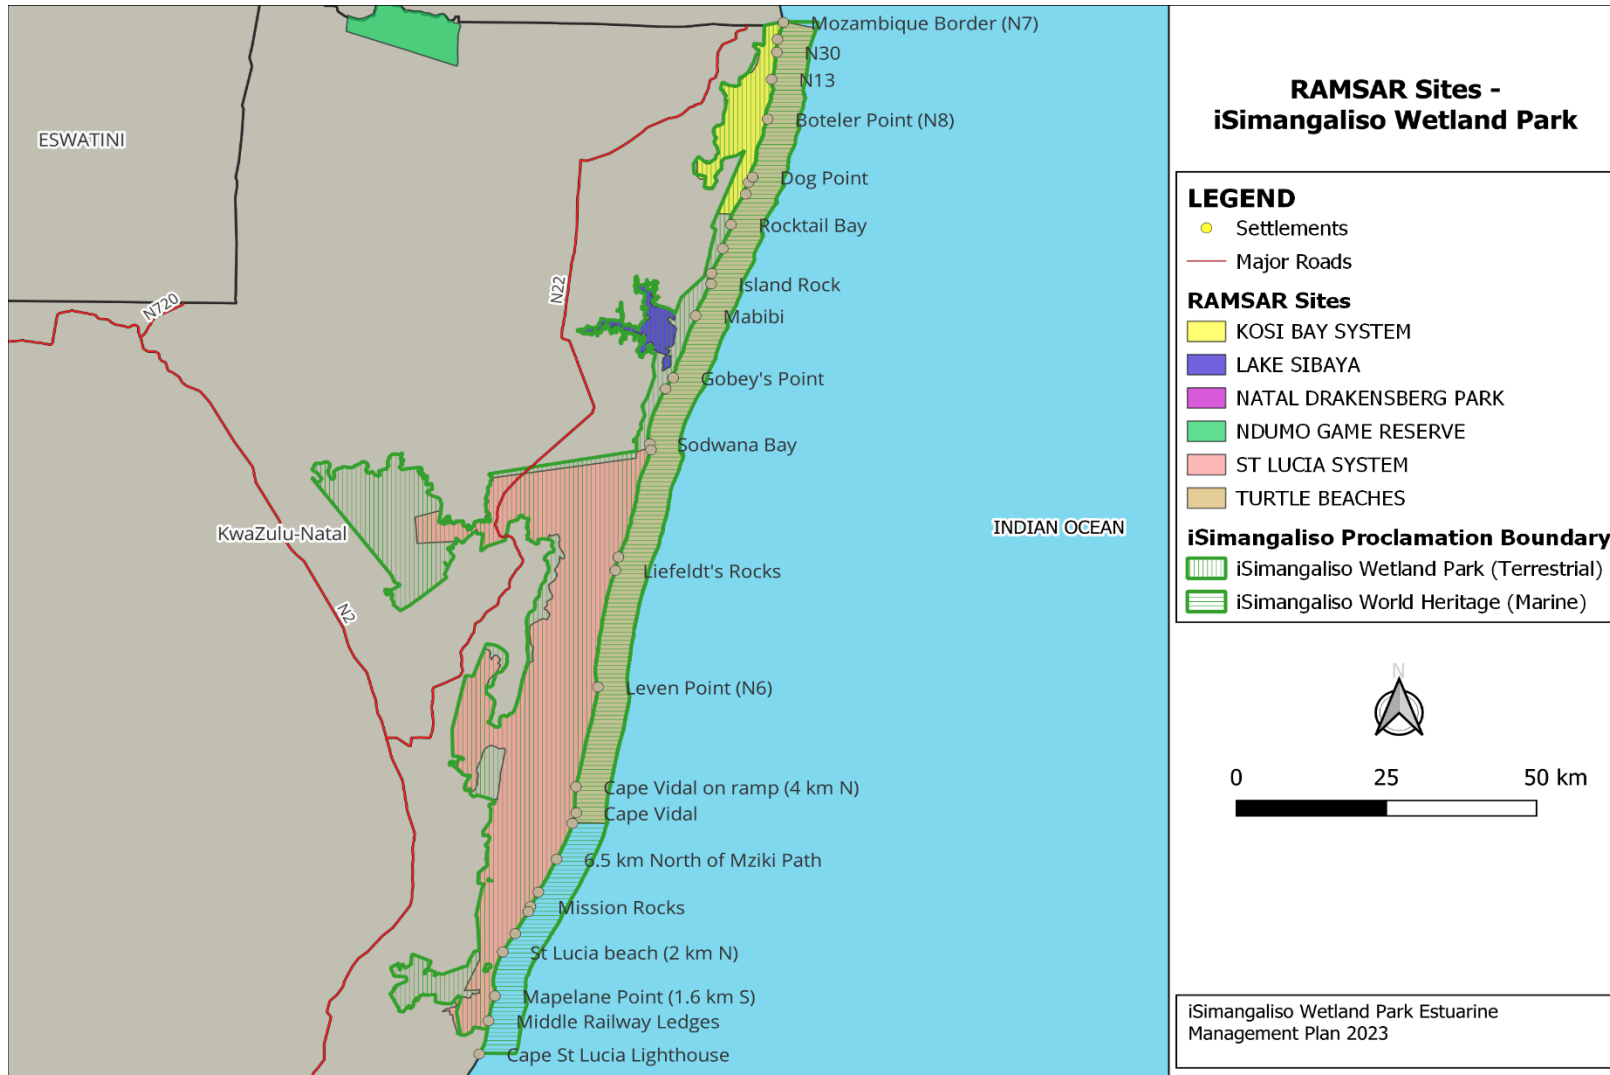 Mozambique Border (N7)
N30
N13
Boteler Point (N8)
ESWATINI
Dog Point
Rocktail Bay
N22
Island Rock
N720
Mabibi
Gobey's Point
Sodwana Bay
KwaZulu-Natal
INDIAN OCEAN
Liefeldt's Rocks
N2
Leven Point (N6)
Cape Vidal on ramp (4 km N)
Cape Vidal
6.5 km North of Mziki Path
Mission Rocks
St Lucia beach (2 km N)
Mapelane Point (1.6 km S)
Middle Railway Ledges
Cape St Lucia Lighthouse
RAMSAR Sites -
iSimangaliso Wetland Park
LEGEND
Settlements
Major Roads
RAMSAR Sites
KOSI BAY SYSTEM
LAKE SIBAYA
NATAL DRAKENSBERG PARK
NDUMO GAME RESERVE
ST LUCIA SYSTEM
TURTLE BEACHES
iSimangaliso Proclamation Boundary
iSimangaliso Wetland Park (Terrestrial)
iSimangaliso World Heritage (Marine)
N
0 25 50 km
iSimangaliso Wetland Park Estuarine
Management Plan 2023